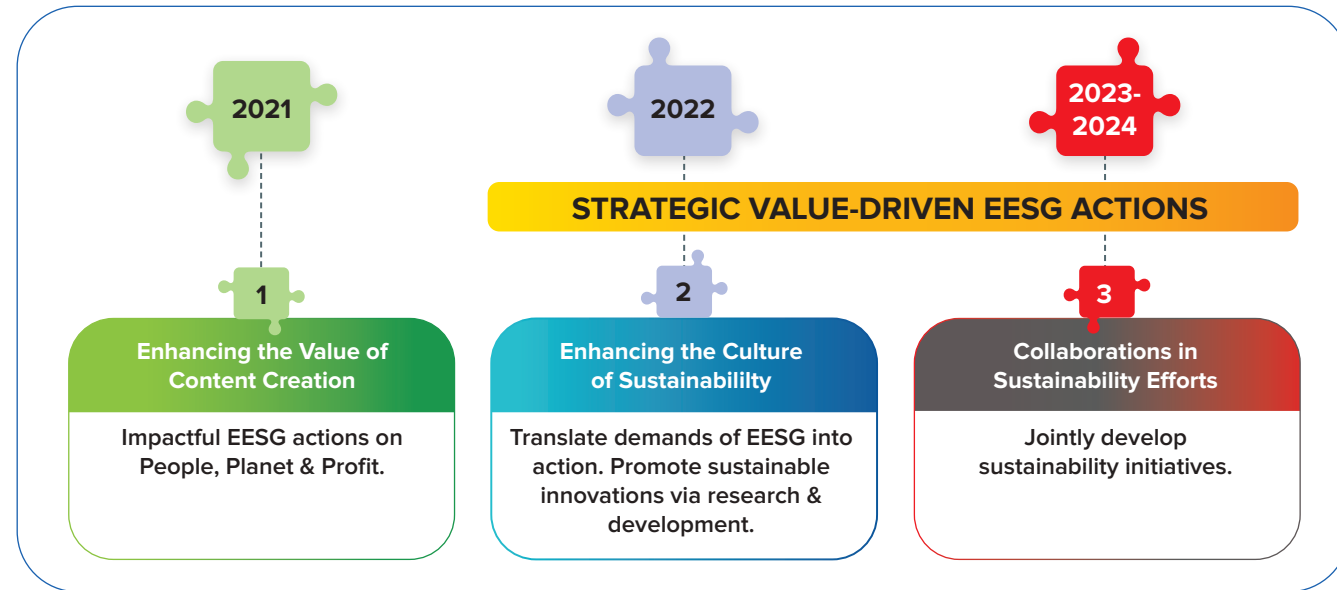 2021
2022
2023-
2024
STRATEGIC VALUE-DRIVEN EESG ACTIONS
1
Enhancing the Value of
Content Creation
Impactful EESG actions on
People, Planet & Profit.
2
Enhancing the Culture
of Sustainabililty
Translate demands of EESG into
action. Promote sustainable
innovations via research &
development.
3
Collaborations in
Sustainability Efforts
Jointly develop
sustainability initiatives.